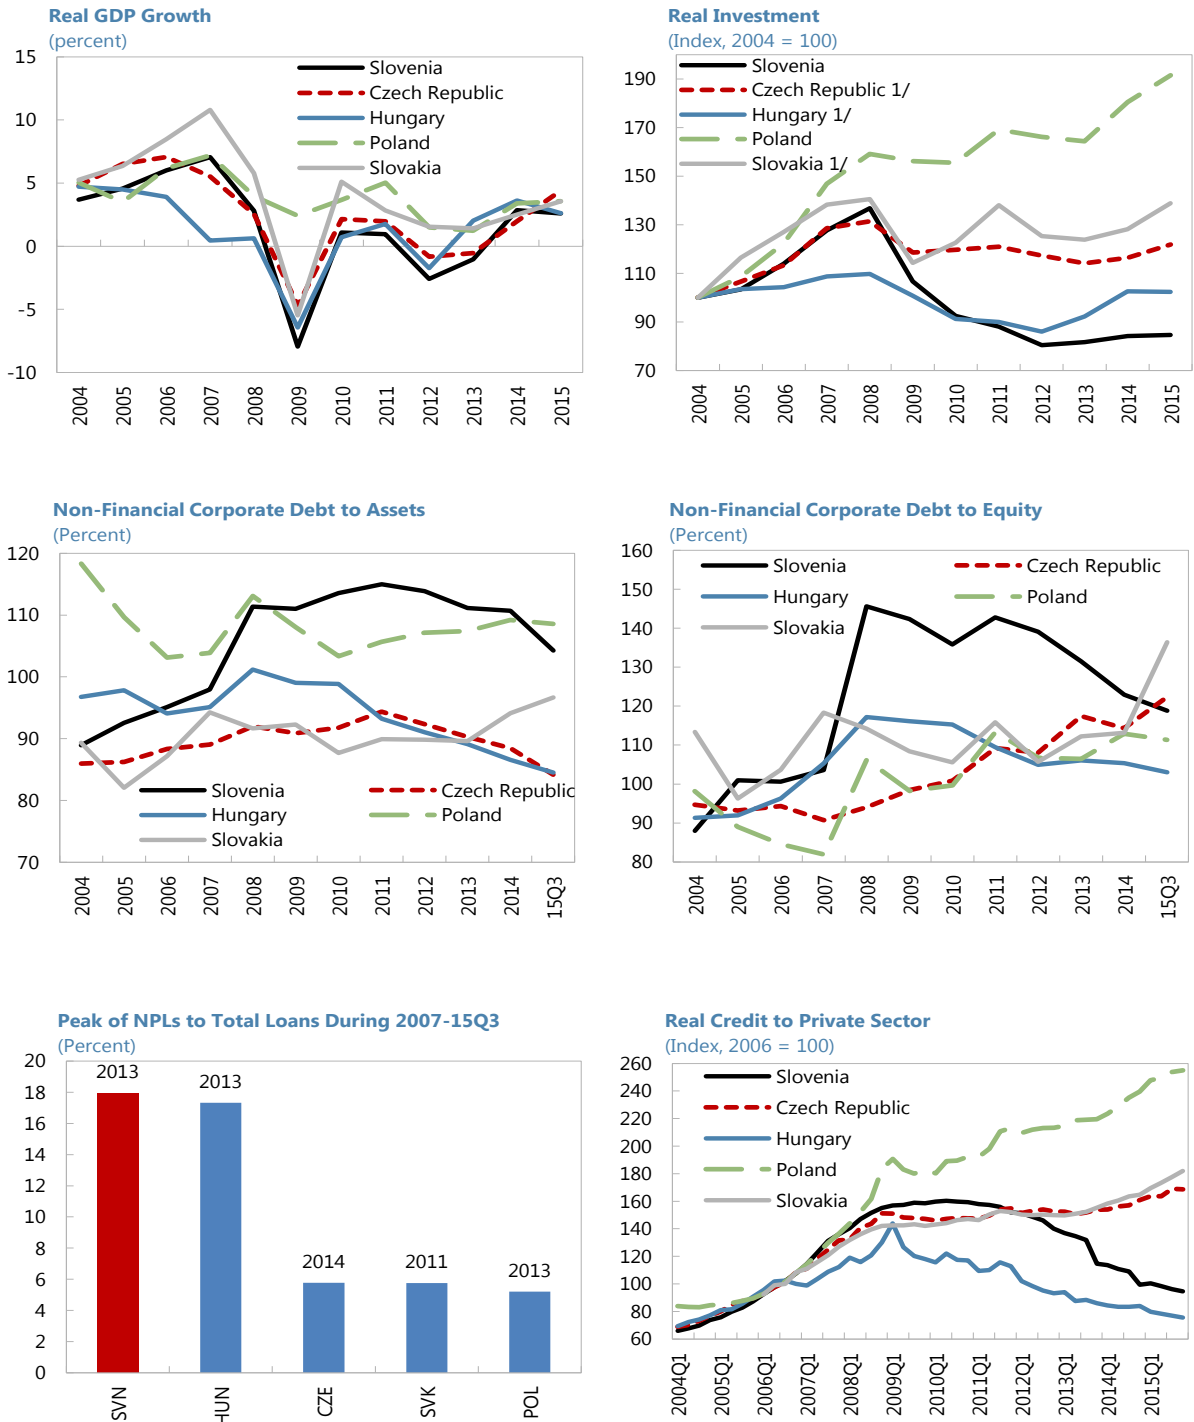 Real GDP Growth
(percent)
15
10
5
0
-5
-10
Slovenia
Czech Republic
Hungary
Poland
Slovakia
2004
2005
2006
2007
2008
2009
2010
2011
2012
2013
2014
2015
Real Investment
(Index, 2004 = 100)
190
170
150
130
110
90
70
Slovenia
Czech Republic 1/
Hungary 1/
Poland
Slovakia 1/
2004
2005
2006
2007
2008
2009
2010
2011
2012
2013
2014
2015
Non-Financial Corporate Debt to Assets
(Percent)
120
110
100
90
80
70
Slovenia
Czech Republic
Hungary
Poland
Slovakia
2004
2005
2006
2007
2008
2009
2010
2011
2012
2013
2014
15Q3
Non-Financial Corporate Debt to Equity
(Percent)
160
150
140
130
120
110
100
90
80
Slovenia
Czech Republic
Hungary
Poland
Slovakia
2004
2005
2006
2007
2008
2009
2010
2011
2012
2013
2014
15Q3
Peak of NPLs to Total Loans During 2007-15Q3
(Percent)
20
18
16
14
12
10
8
6
4
2
0
2013
2013
2014
2011
2013
SVN
HUN
CZE
SVK
POL
Real Credit to Private Sector
(Index, 2006 = 100)
260
240
220
200
180
160
140
120
100
80
60
Slovenia
Czech Republic
Hungary
Poland
Slovakia
2004Q1
2005Q1
2006Q1
2007Q1
2008Q1
2009Q1
2010Q1
2011Q1
2012Q1
2013Q1
2014Q1
2015Q1